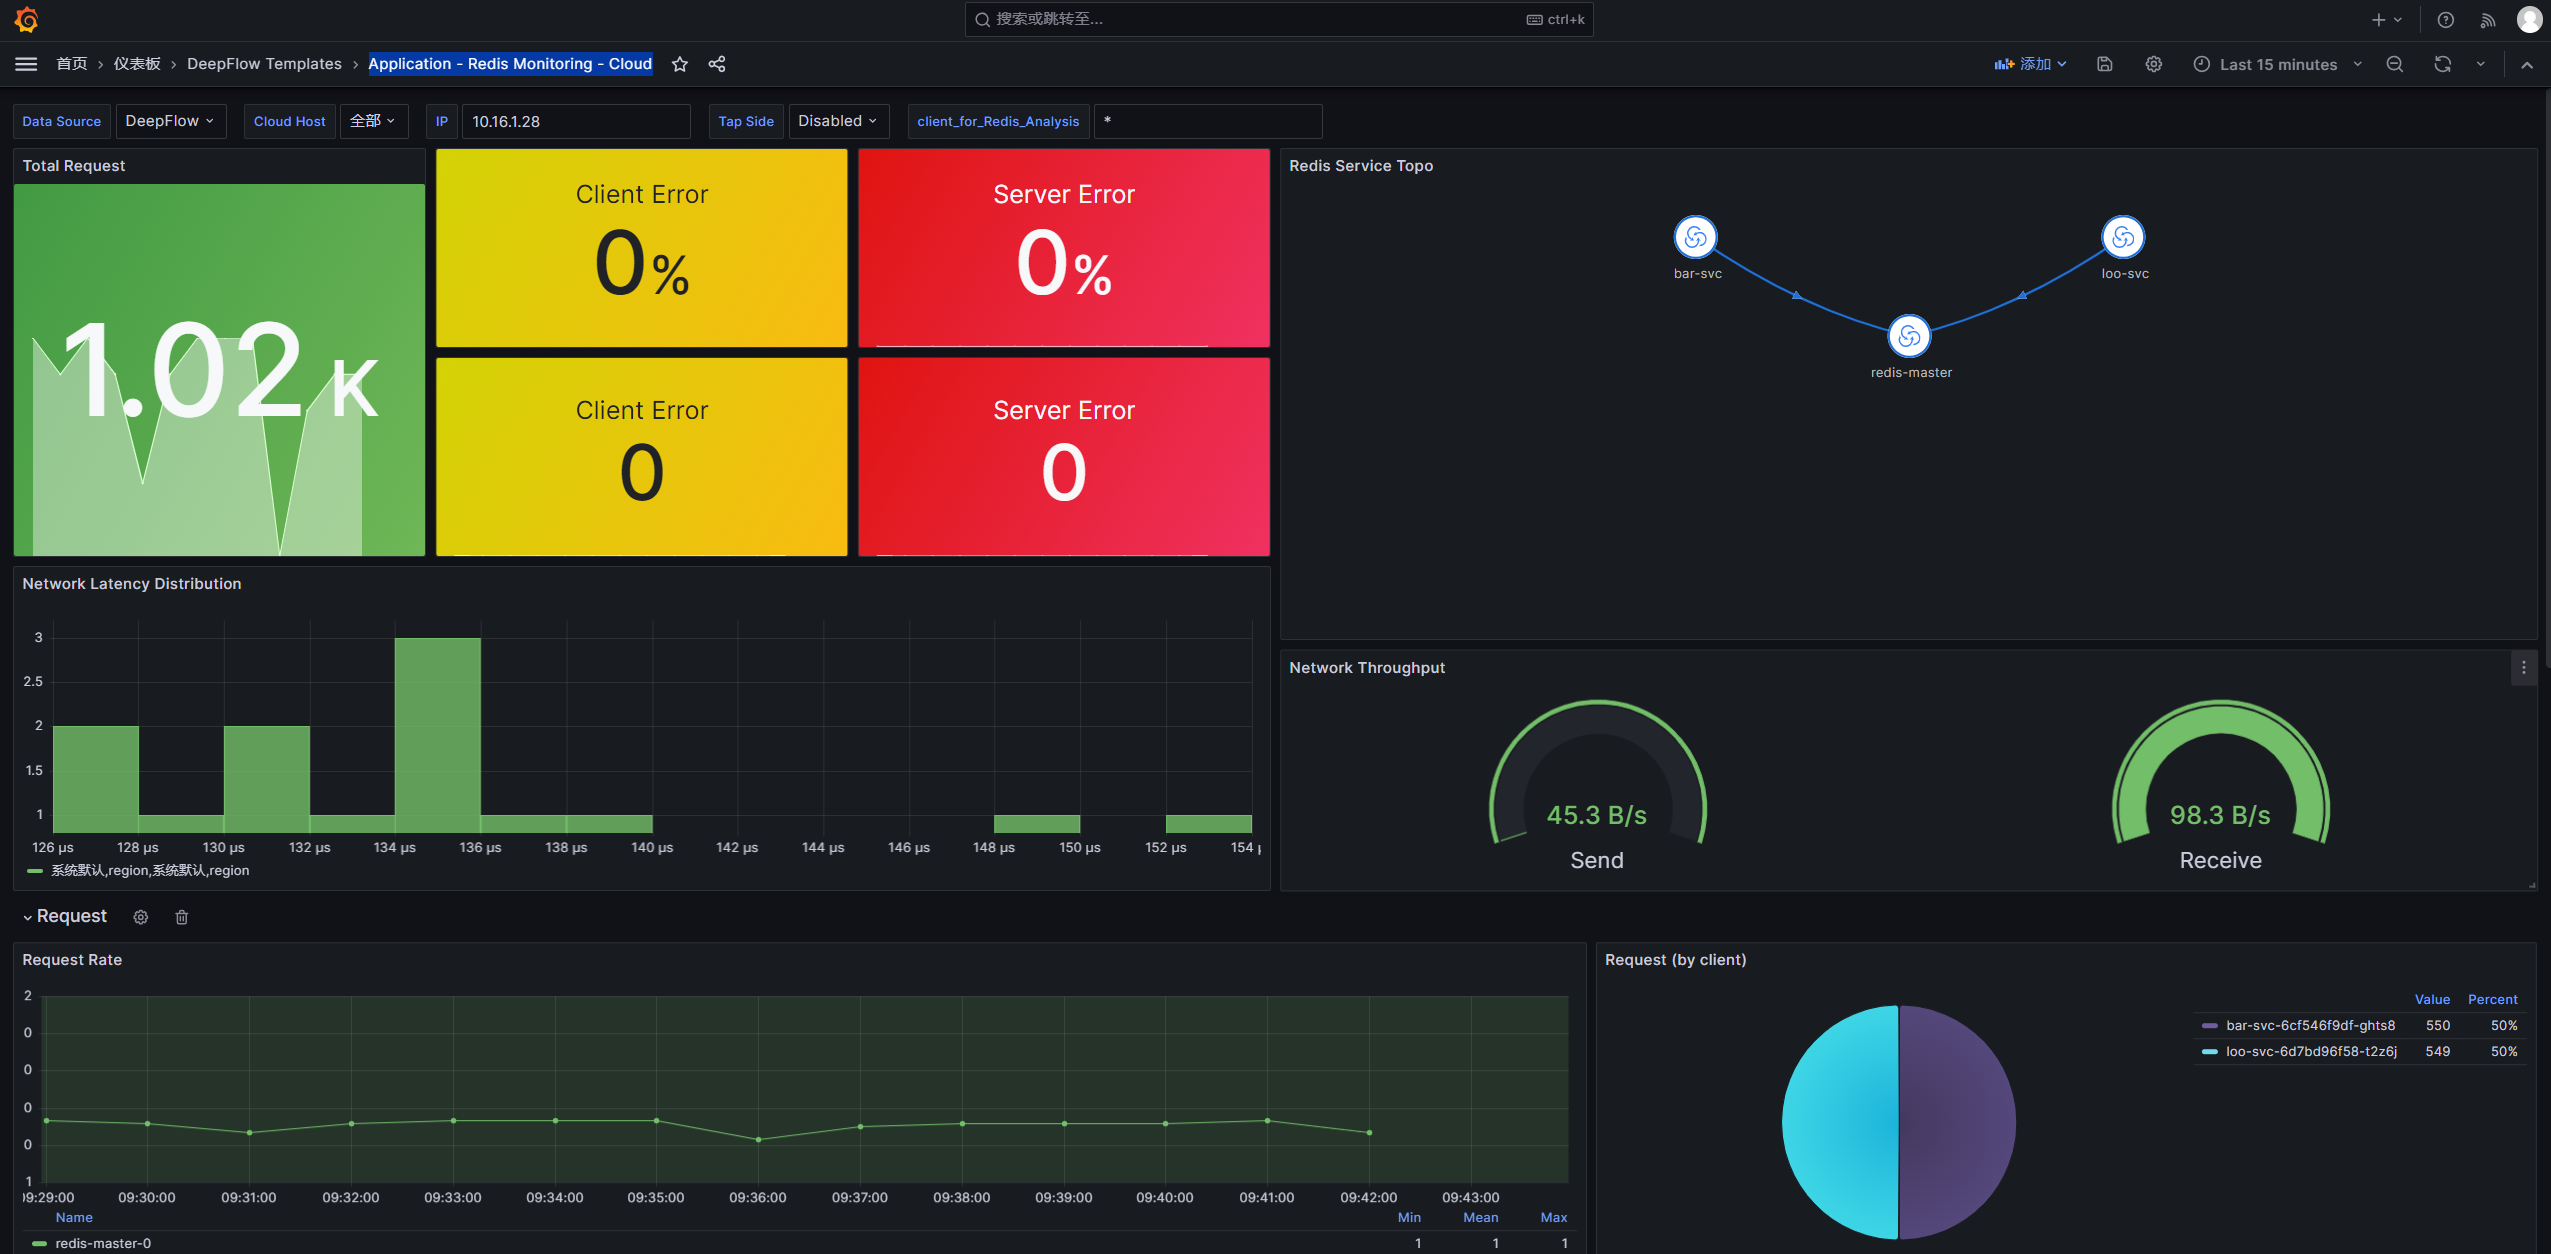 搜索或跳转至...
ctrl+k
首页 › 仪表板 › DeepFlow Templates › Application - Redis Monitoring - Cloud
添加
Last 15 minutes
Data Source DeepFlow Cloud Host 全部 IP 10.16.1.28 Tap Side Disabled client_for_Redis_Analysis *
Total Request
1.02 K
Client Error
0%
Server Error
0%
Client Error
0
Server Error
0
Redis Service Topo
bar-svc
loo-svc
redis-master
Network Latency Distribution
3
2.5
2
1.5
1
126 µs 128 µs 130 µs 132 µs 134 µs 136 µs 138 µs 140 µs 142 µs 144 µs 146 µs 148 µs 150 µs 152 µs 154
系统默认,region,系统默认,region
Network Throughput
45.3 B/s
Send
98.3 B/s
Receive
Request
Request Rate
2
0
0
0
0
1
09:29:00 09:30:00 09:31:00 09:32:00 09:33:00 09:34:00 09:35:00 09:36:00 09:37:00 09:38:00 09:39:00 09:40:00 09:41:00 09:42:00 09:43:00
Name Min Mean Max
redis-master-0 1 1 1
Request (by client)
Value Percent
bar-svc-6cf546f9df-ghts8 550 50%
loo-svc-6d7bd96f58-t2z6j 549 50%